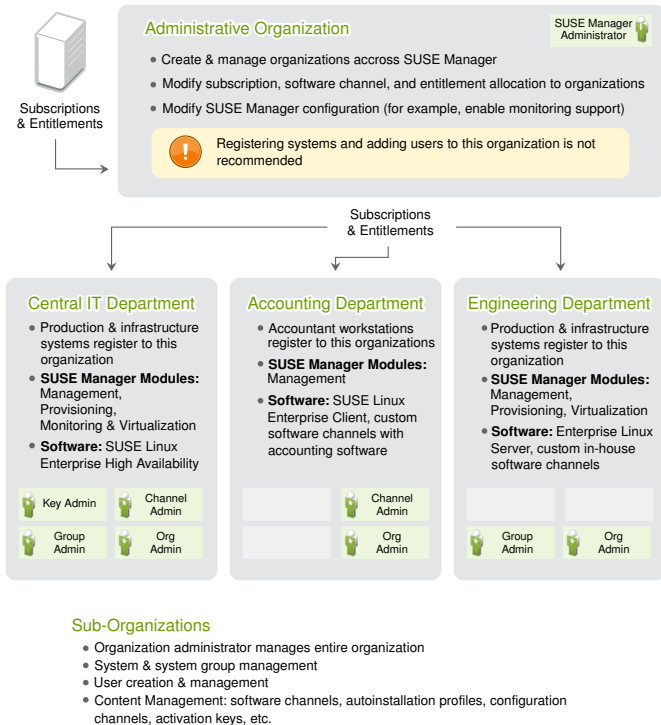 Administrative Organization
SUSE Manager
Administrator
• Create & manage organizations accross SUSE Manager
• Modify subscription, software channel, and entitlement allocation to organizations
• Modify SUSE Manager configuration (for example, enable monitoring support)
Subscriptions
& Entitlements
! Registering systems and adding users to this organization is not
recommended
Subscriptions
& Entitlements
Central IT Department
• Production & infrastructure
systems register to this
organization
• SUSE Manager Modules:
Management,
Provisioning,
Monitoring & Virtualization
• Software: SUSE Linux
Enterprise High Availability
Key Admin
Channel
Admin
Group
Admin
Org
Admin
Accounting Department
• Accountant workstations
register to this organizations
• SUSE Manager Modules:
Management
• Software: SUSE Linux
Enterprise Client, custom
software channels with
accounting software
Channel
Admin
Org
Admin
Engineering Department
• Production & infrastructure
systems register to this
organization
• SUSE Manager Modules:
Management,
Provisioning, Virtualization
• Software: Enterprise Linux
Server, custom in-house
software channels
Group
Admin
Org
Admin
Sub-Organizations
• Organization administrator manages entire organization
• System & system group management
• User creation & management
• Content Management: software channels, autoinstallation profiles, configuration
channels, activation keys, etc.